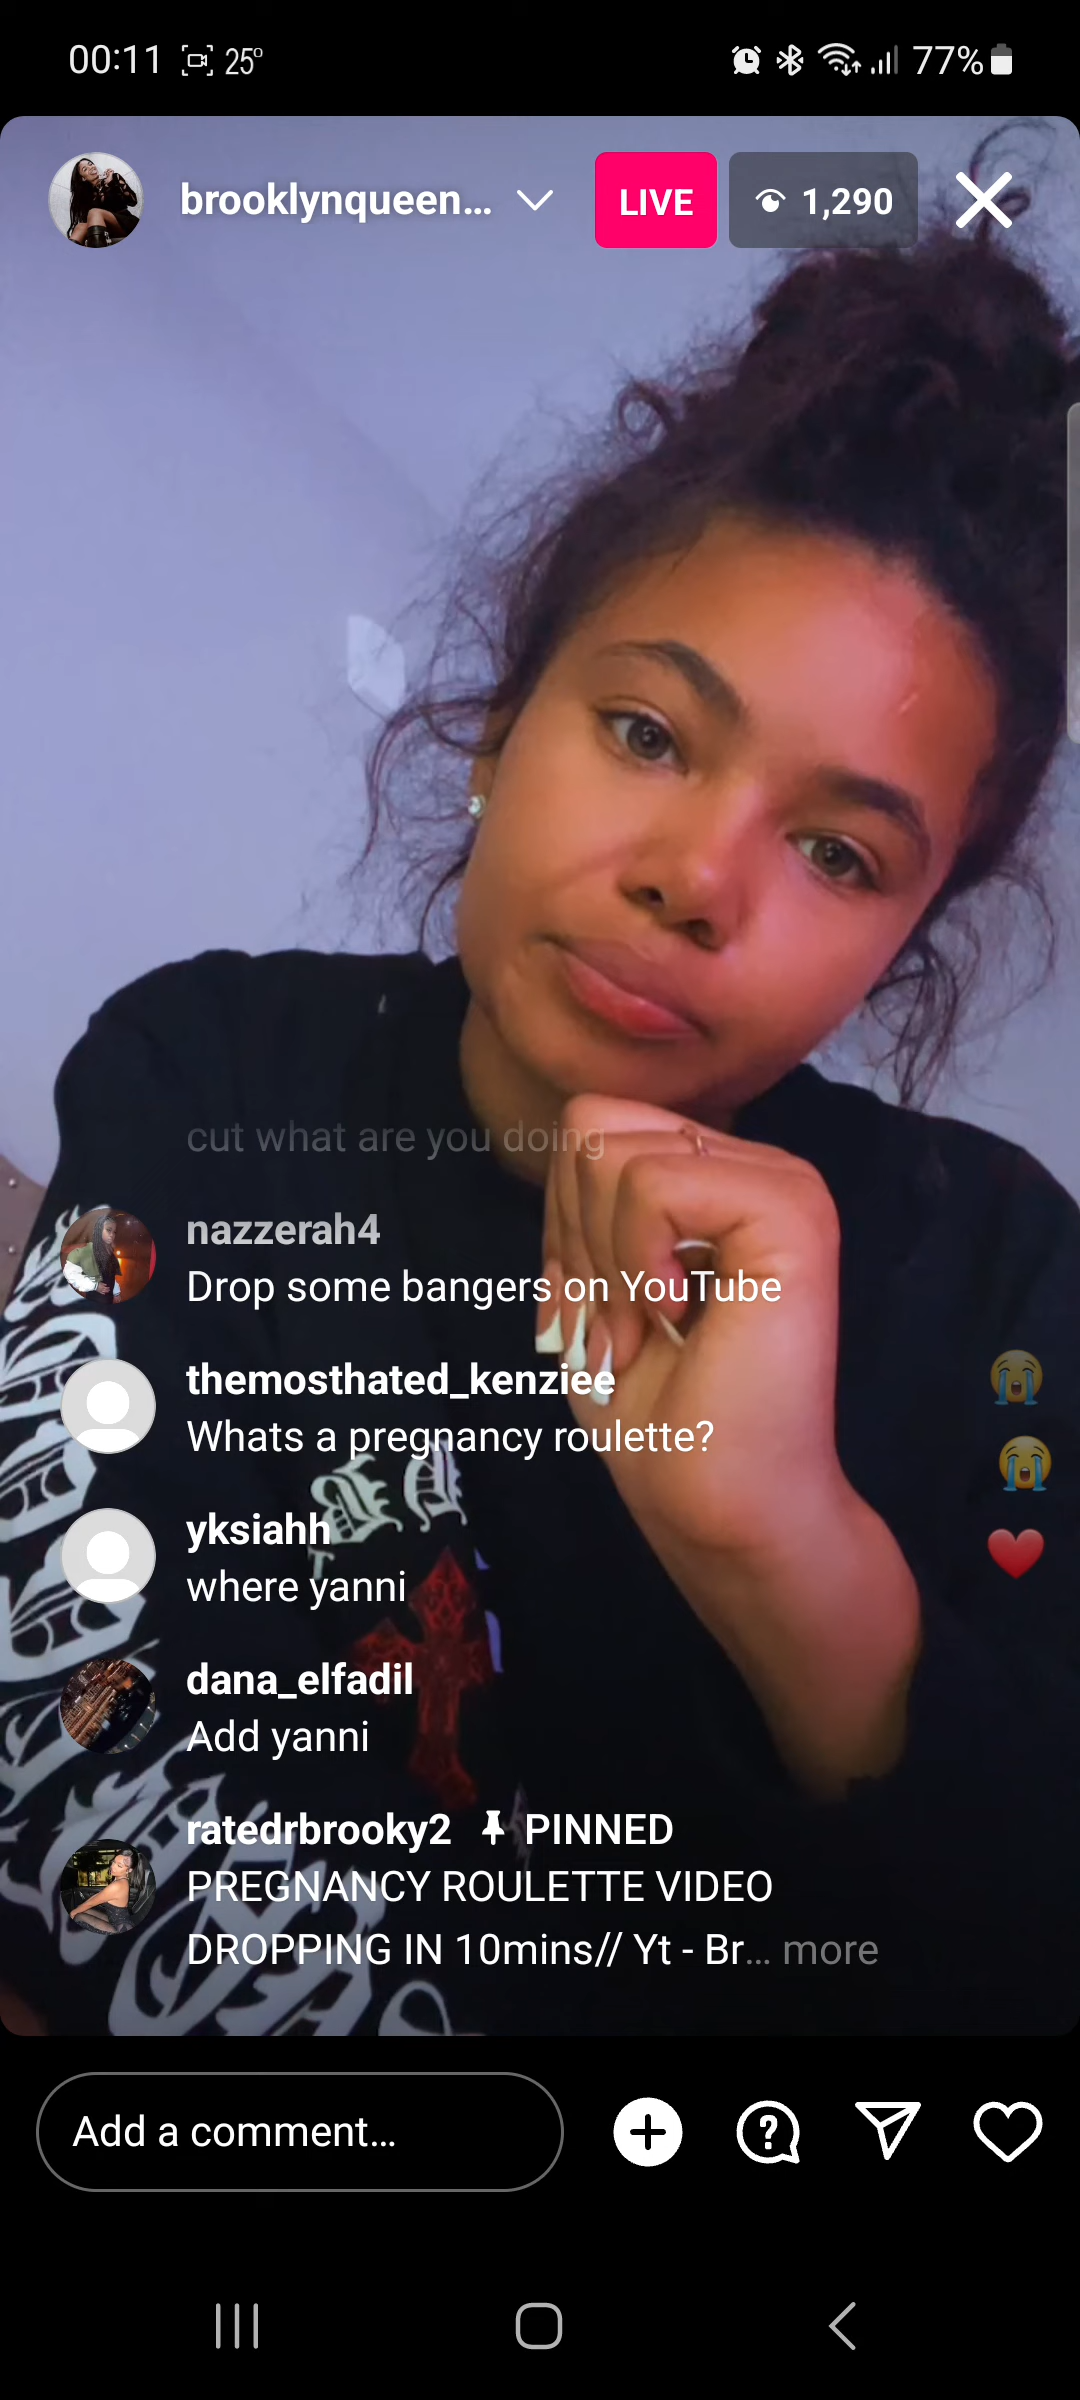 00:11 25°
77%
brooklynqueen...
LIVE
1,290
cut what are you doing
nazzerah4
Drop some bangers on YouTube
themosthated_kenziee
Whats a pregnancy roulette?
yksiahh
where yanni
dana_elfadil
Add yanni
ratedrbrooky2 PINNED
PREGNANCY ROULETTE VIDEO
DROPPING IN 10mins// Yt - Br... more
Add a comment...